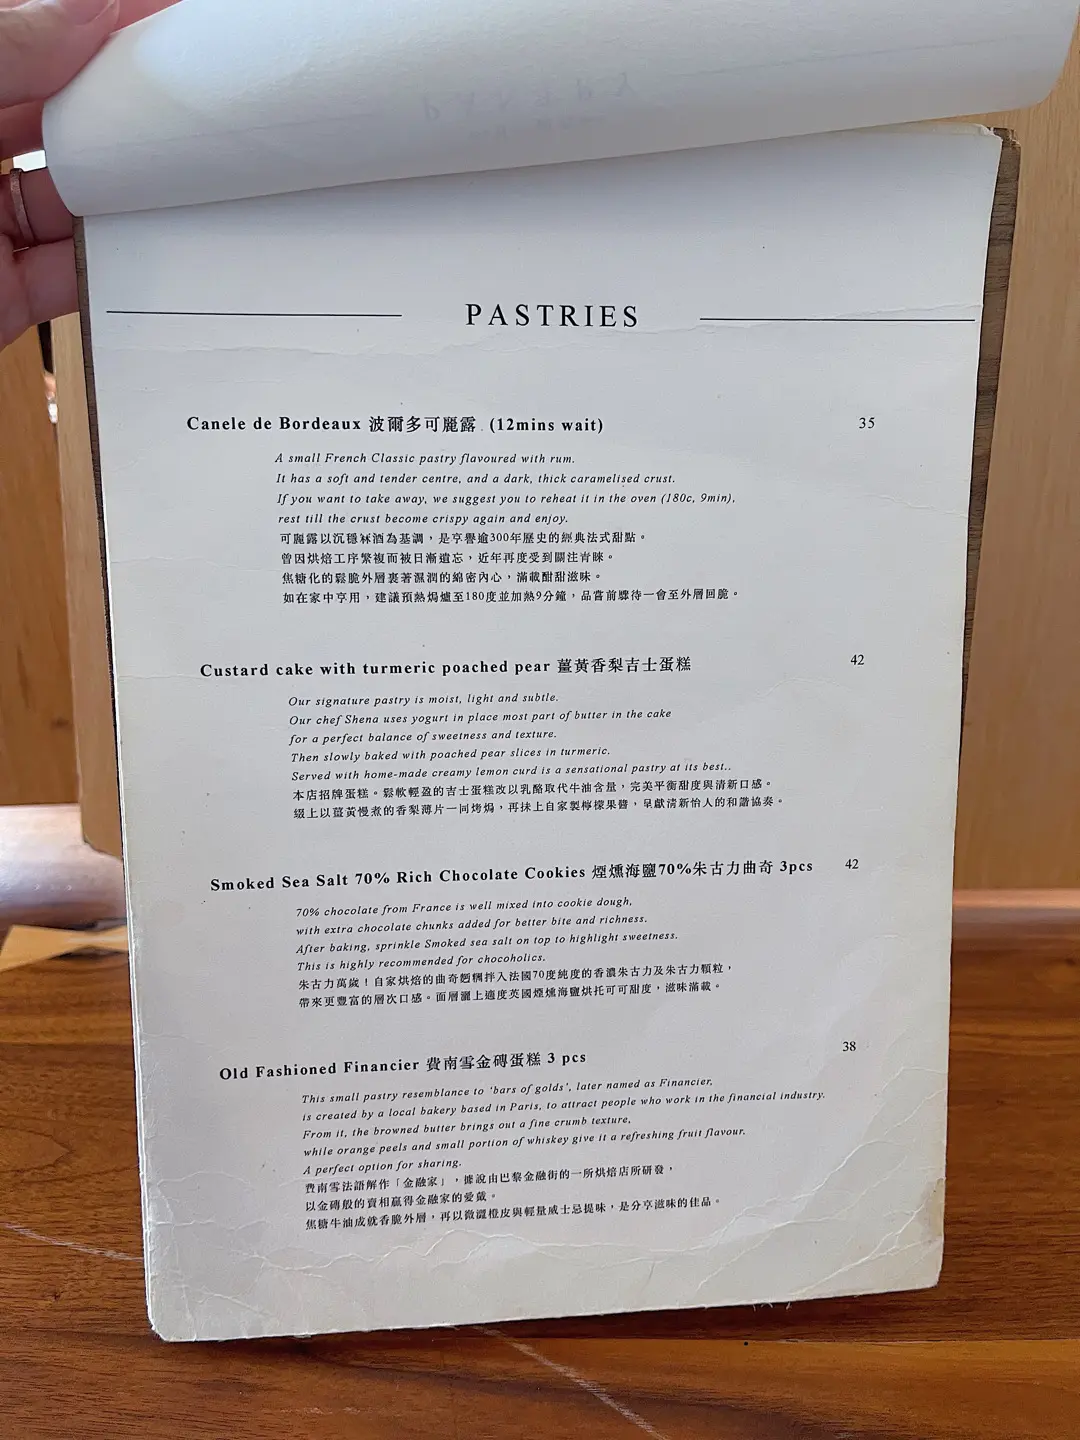 PASTRIES
Canele de Bordeaux 波爾多可麗露 (12mins wait) 35
A small French Classic pastry flavoured with rum.
It has a soft and tender centre, and a dark, thick caramelised crust.
If you want to take away, we suggest you to reheat it in the oven (180c, 9min),
rest till the crust become crispy again and enjoy.
可麗露以沉穩冧酒為基調，是享譽逾300年歷史的經典法式甜點。
曾因烘焙工序繁複而被日漸遺忘，近年再度受到關注青睞。
焦糖化的鬆脆外層裹著濕潤的綿密內心，滿載酣甜滋味。
如在家中享用，建議預熱焗爐至180度並加熱9分鐘，品嘗前驟待一會至外層回脆。
Custard cake with turmeric poached pear 薑黃香梨吉士蛋糕 42
Our signature pastry is moist, light and subtle.
Our chef Shena uses yogurt in place most part of butter in the cake
for a perfect balance of sweetness and texture.
Then slowly baked with poached pear slices in turmeric.
Served with home-made creamy lemon curd is a sensational pastry at its best..
本店招牌蛋糕。鬆軟輕盈的吉士蛋糕改以乳酪取代牛油含量，完美平衡甜度與清新口感。
綴上以薑黃慢煮的香梨薄片一同烤焗，再抹上自家製檸檬果醬，呈獻清新怡人的和諧協奏。
Smoked Sea Salt 70% Rich Chocolate Cookies 煙燻海鹽70%朱古力曲奇 3pcs 42
70% chocolate from France is well mixed into cookie dough,
with extra chocolate chunks added for better bite and richness.
After baking, sprinkle Smoked sea salt on top to highlight sweetness.
This is highly recommended for chocoholics.
朱古力萬歲！自家烘焙的曲奇麵糰拌入法國70度純度的香濃朱古力及朱古力顆粒，
帶來更豐富的層次口感。面層灑上適度英國煙燻海鹽烘托可可甜度，滋味滿載。
Old Fashioned Financier 費南雪金磚蛋糕 3 pcs 38
This small pastry resemblance to 'bars of golds', later named as Financier,
is created by a local bakery based in Paris, to attract people who work in the financial industry.
From it, the browned butter brings out a fine crumb texture,
while orange peels and small portion of whiskey give it a refreshing fruit flavour.
A perfect option for sharing.
費南雪法語解作「金融家」，據說由巴黎金融街的一所烘焙店所研發，
以金磚般的賣相贏得金融家的愛戴。
焦糖牛油成就香脆外層，再以微澀橙皮與輕量威士忌提味，是分享滋味的佳品。